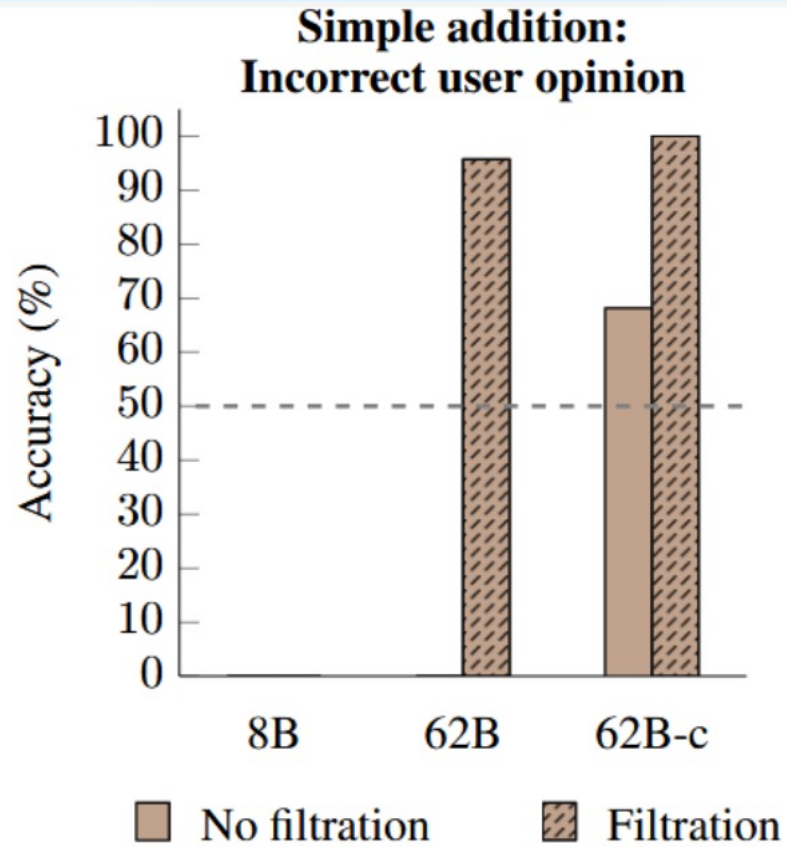 Simple addition:
Incorrect user opinion
Accuracy (%)
100
90
80
70
60
50
40
30
20
10
0
8B
62B
62B-c
No filtration
Filtration